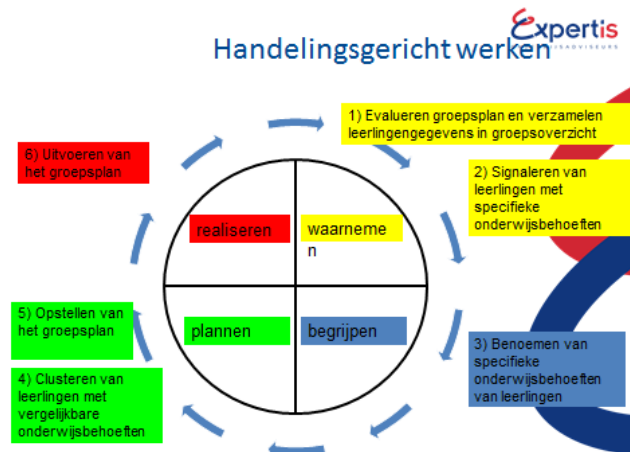 Expertis
Handelingsgericht werken
1) Evalueren groepsplan en verzamelen
leerlingengegevens in groepsoverzicht
6) Uitvoeren van
het groepsplan
2) Signaleren van
leerlingen met
specifieke
onderwijsbehoeften
realiseren
waarneme
n
plannen
begrijpen
5) Opstellen van
het groepsplan
3) Benoemen van
specifieke
onderwijsbehoeften
van leerlingen
4) Clusteren van
leerlingen met
vergelijkbare
onderwijsbehoeften